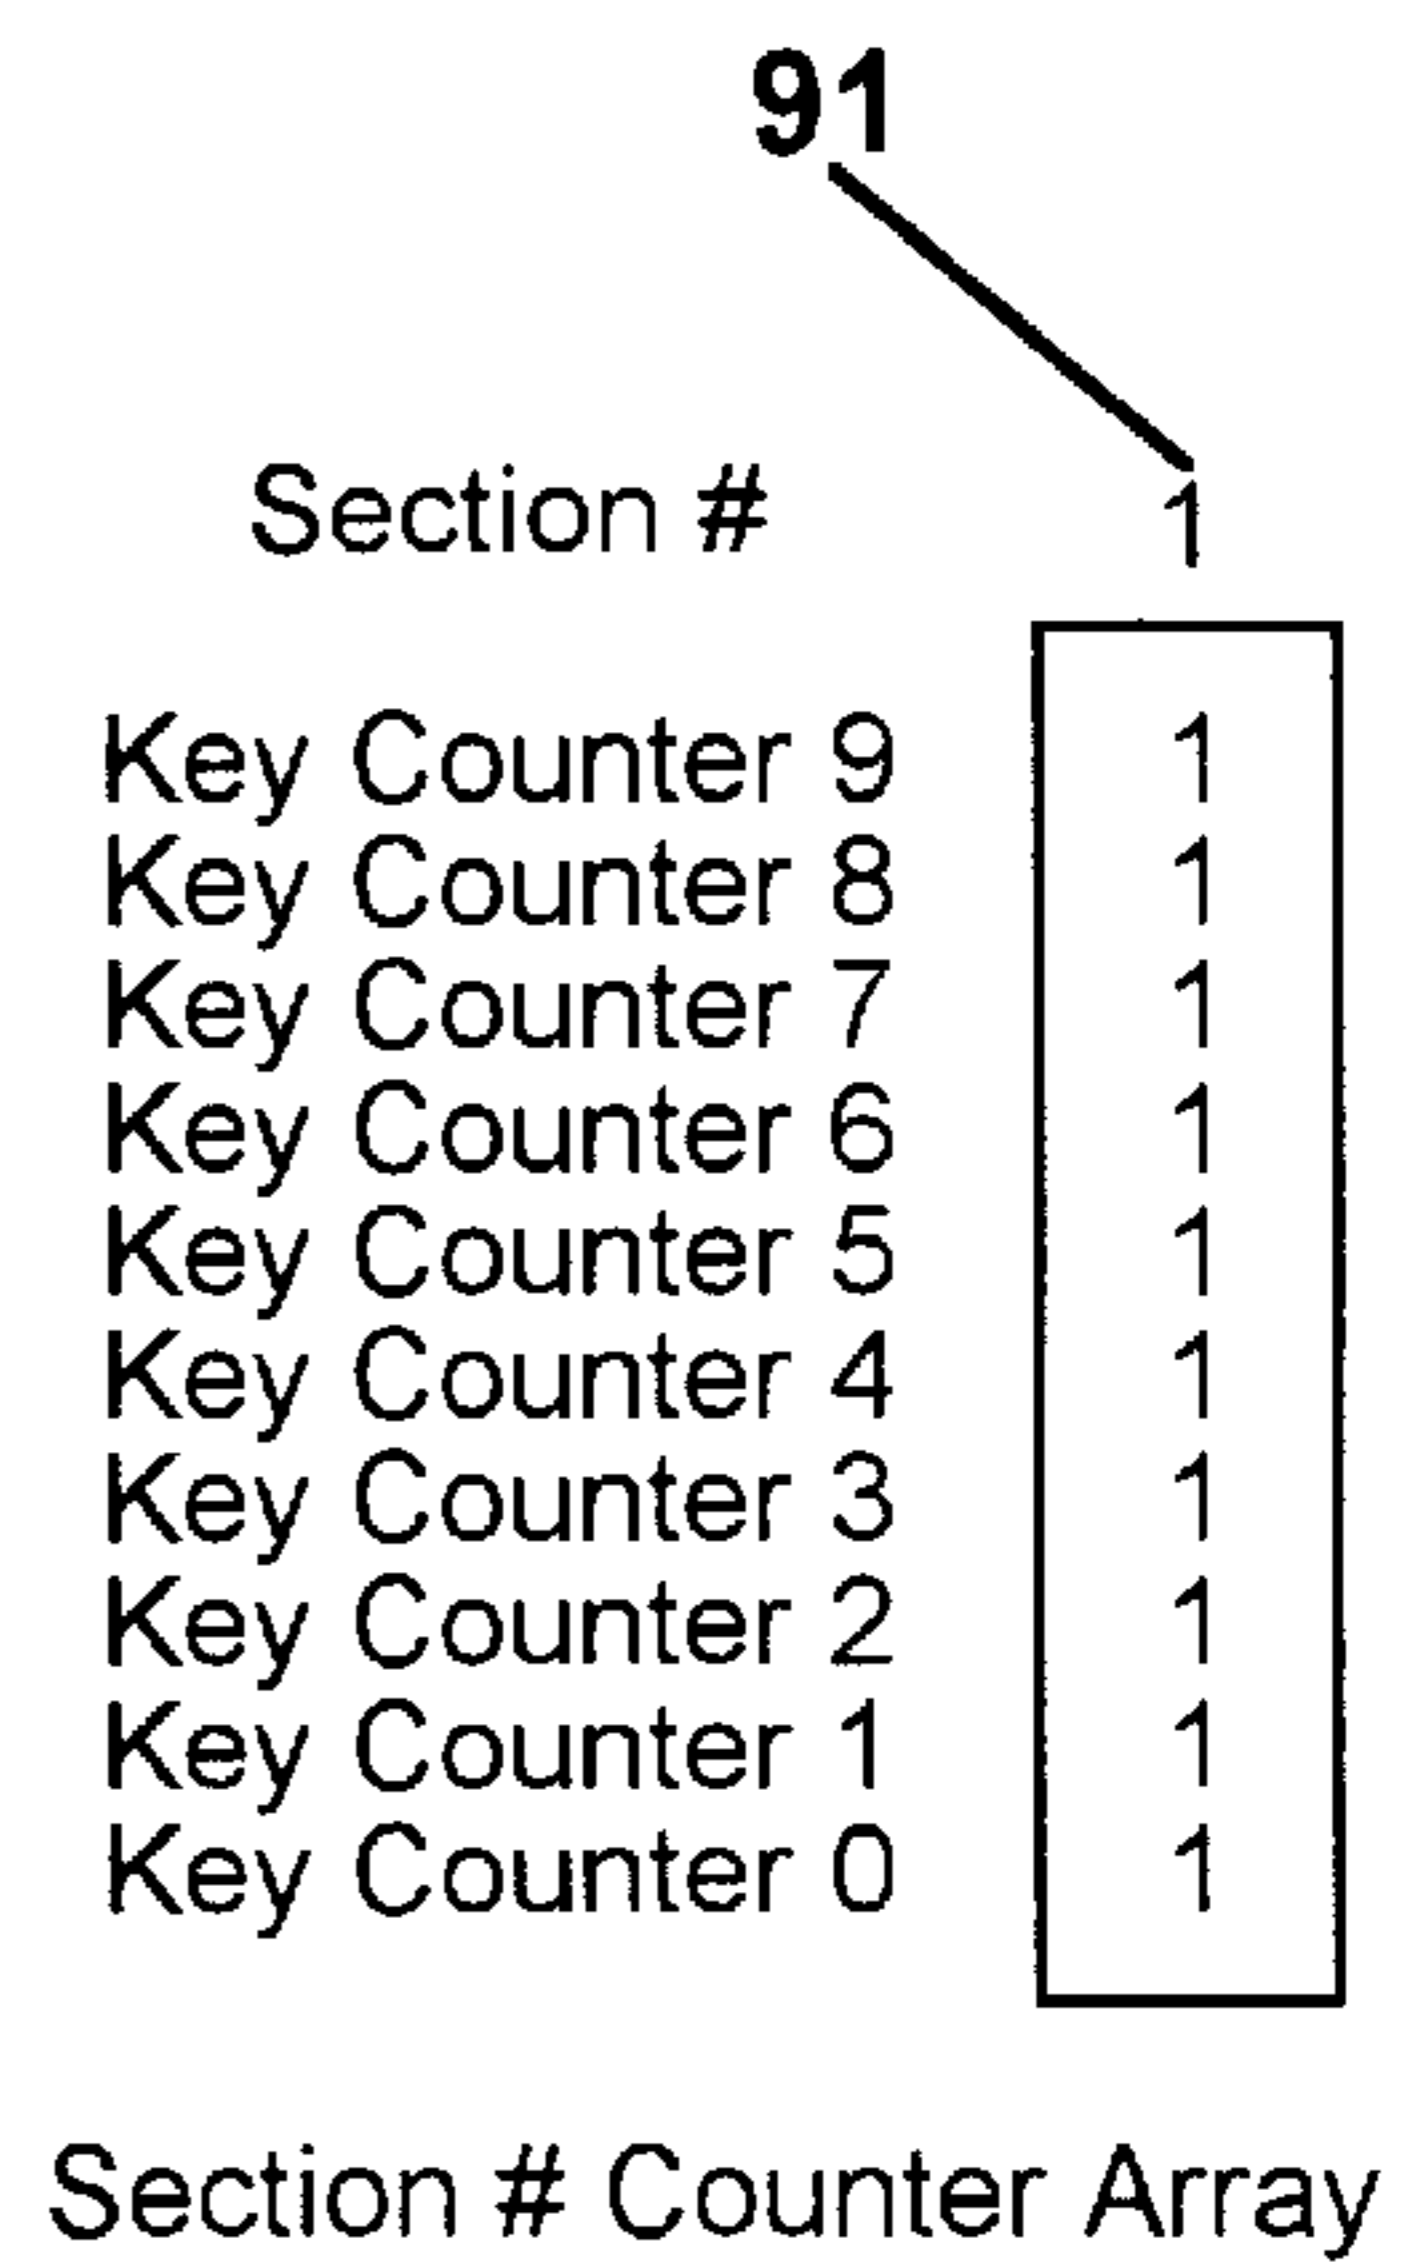 91
Section # 1
Key Counter 9 1
Key Counter 8 1
Key Counter 7 1
Key Counter 6 1
Key Counter 5 1
Key Counter 4 1
Key Counter 3 1
Key Counter 2 1
Key Counter 1 1
Key Counter 0 1
Section # Counter Array